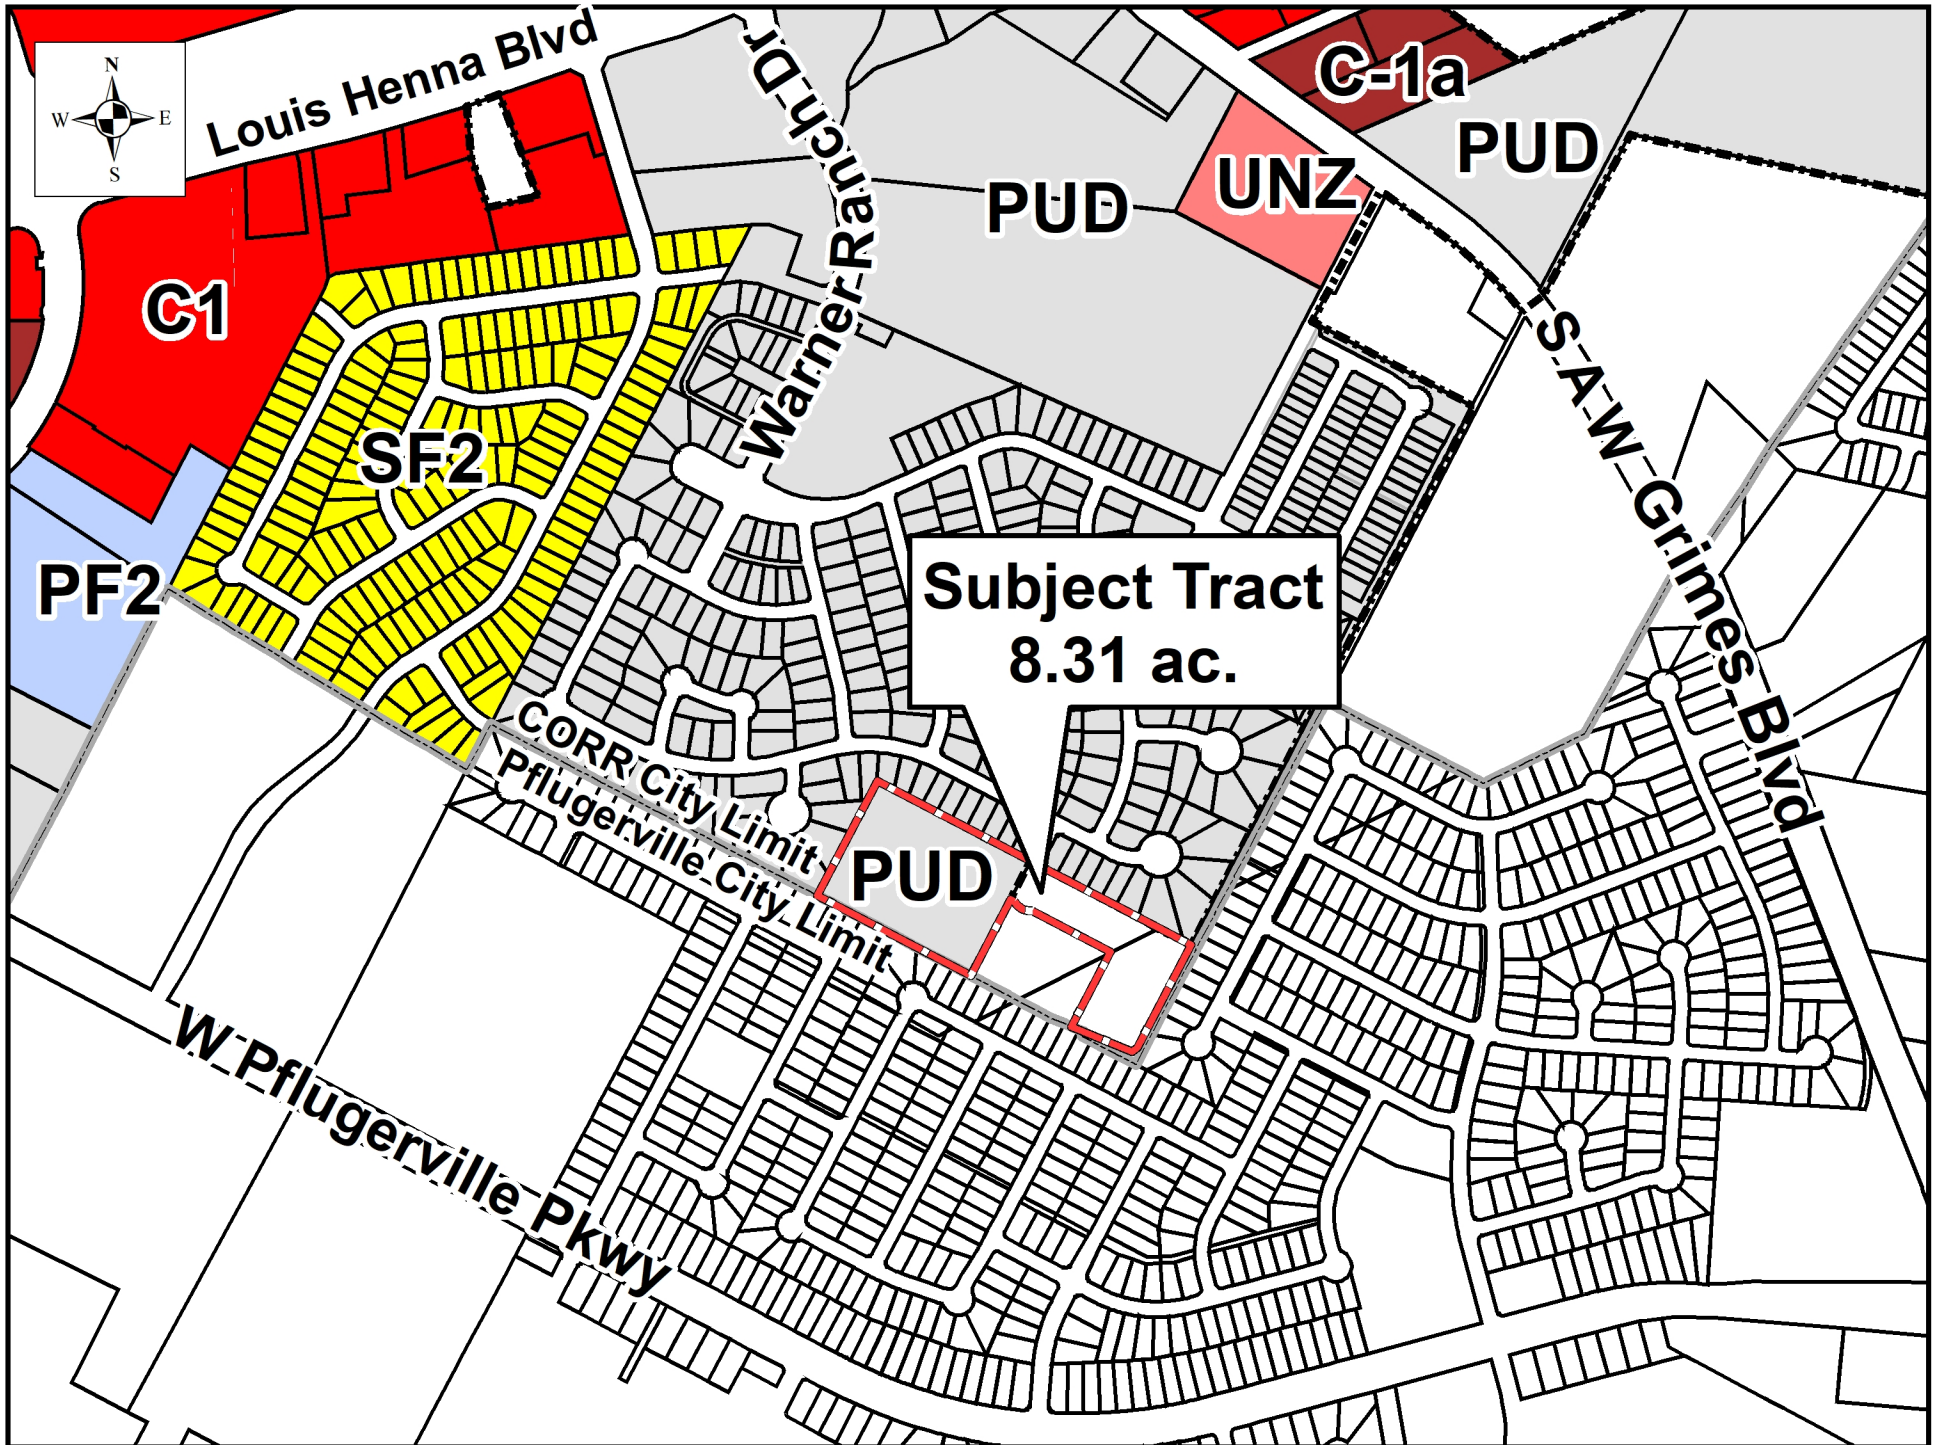 N
W E
S
Louis Henna Blvd
Warner Ranch Dr
C-1a
PUD
UNZ
PUD
C1
SF2
PF2
S A W Grimes Blvd
Subject Tract
8.31 ac.
CORR City Limit
Pflugerville City Limit
PUD
W Pflugerville Pkwy